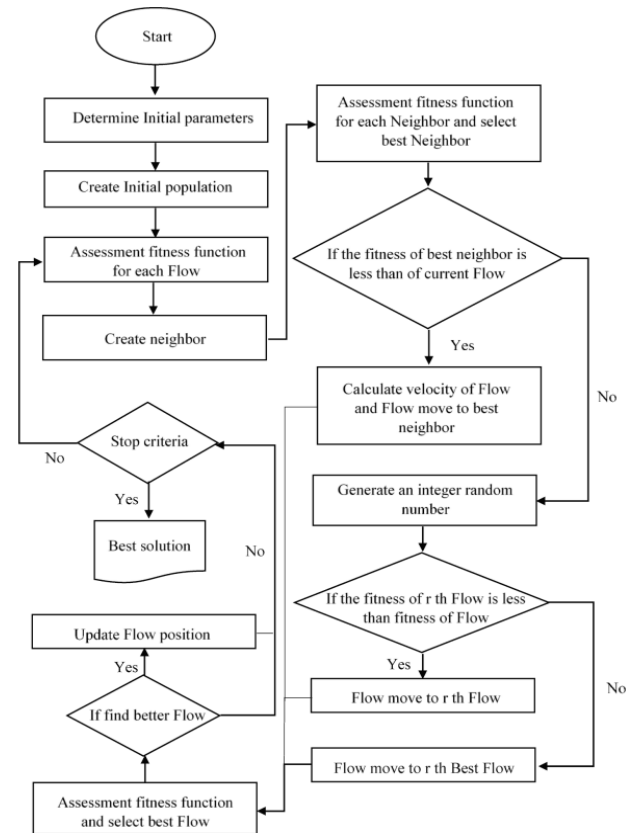 Start
Determine Initial parameters
Create Initial population
Assessment fitness function
for each Flow
Create neighbor
Assessment fitness function
for each Neighbor and select
best Neighbor
If the fitness of best neighbor is
less than of current Flow
Yes
No
Calculate velocity of Flow
and Flow move to best
neighbor
Generate an integer random
number
If the fitness of r th Flow is less
than fitness of Flow
Yes
No
Flow move to r th Flow
Flow move to r th Best Flow
Assessment fitness function
and select best Flow
If find better Flow
Yes
No
Update Flow position
Stop criteria
No
Yes
Best solution